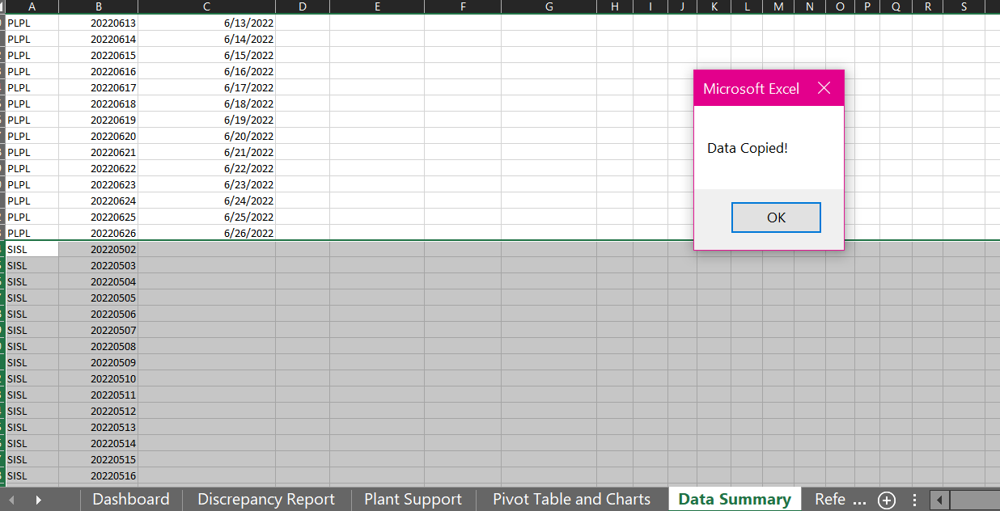 A B C D E F G H I J K L M N O P Q R S
PLPL 20220613 6/13/2022
PLPL 20220614 6/14/2022
PLPL 20220615 6/15/2022
PLPL 20220616 6/16/2022
PLPL 20220617 6/17/2022
PLPL 20220618 6/18/2022
PLPL 20220619 6/19/2022
PLPL 20220620 6/20/2022
PLPL 20220621 6/21/2022
PLPL 20220622 6/22/2022
PLPL 20220623 6/23/2022
PLPL 20220624 6/24/2022
PLPL 20220625 6/25/2022
PLPL 20220626 6/26/2022
SISL 20220502
SISL 20220503
SISL 20220504
SISL 20220505
SISL 20220506
SISL 20220507
SISL 20220508
SISL 20220509
SISL 20220510
SISL 20220511
SISL 20220512
SISL 20220513
SISL 20220514
SISL 20220515
SISL 20220516
Microsoft Excel
Data Copied!
OK
Dashboard Discrepancy Report Plant Support Pivot Table and Charts Data Summary Refe ...